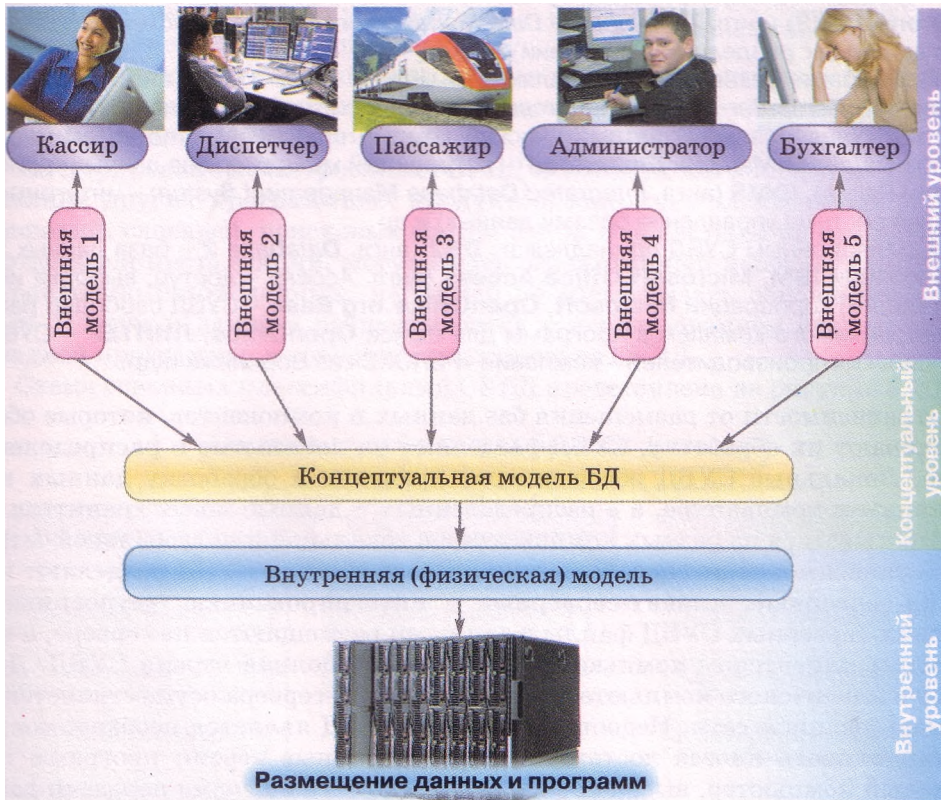 Кассир
Диспетчер
Пассажир
Администратор
Бухгалтер
Внешняя
модель 1
Внешняя
модель 2
Внешняя
модель 3
Внешняя
модель 4
Внешняя
модель 5
Внешний уровень
Концептуальная модель БД
Концептуальный
уровень
Внутренняя (физическая) модель
Внутренний
уровень
Размещение данных и программ